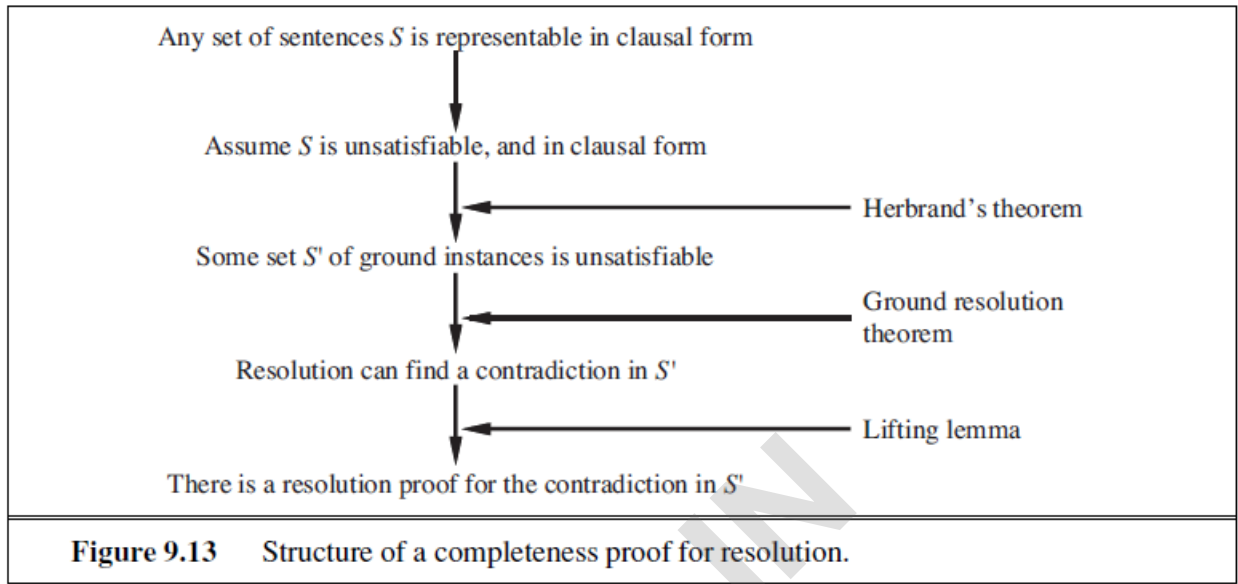 Any set of sentences S is representable in clausal form
Assume S is unsatisfiable, and in clausal form
Herbrand's theorem
Some set S' of ground instances is unsatisfiable
Ground resolution
theorem
Resolution can find a contradiction in S'
Lifting lemma
There is a resolution proof for the contradiction in S'
IN
Figure 9.13 Structure of a completeness proof for resolution.